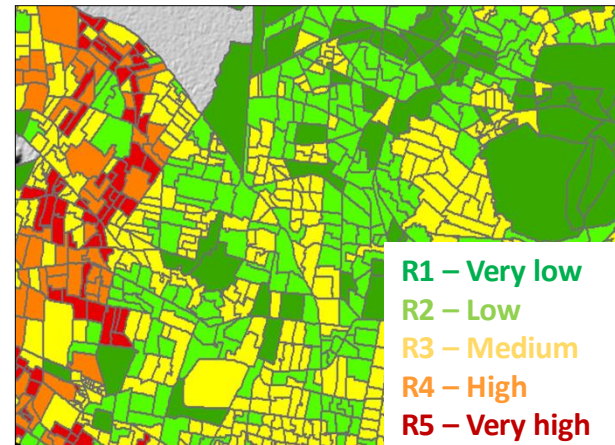 R1 – Very low
R2 – Low
R3 – Medium
R4 – High
R5 – Very high